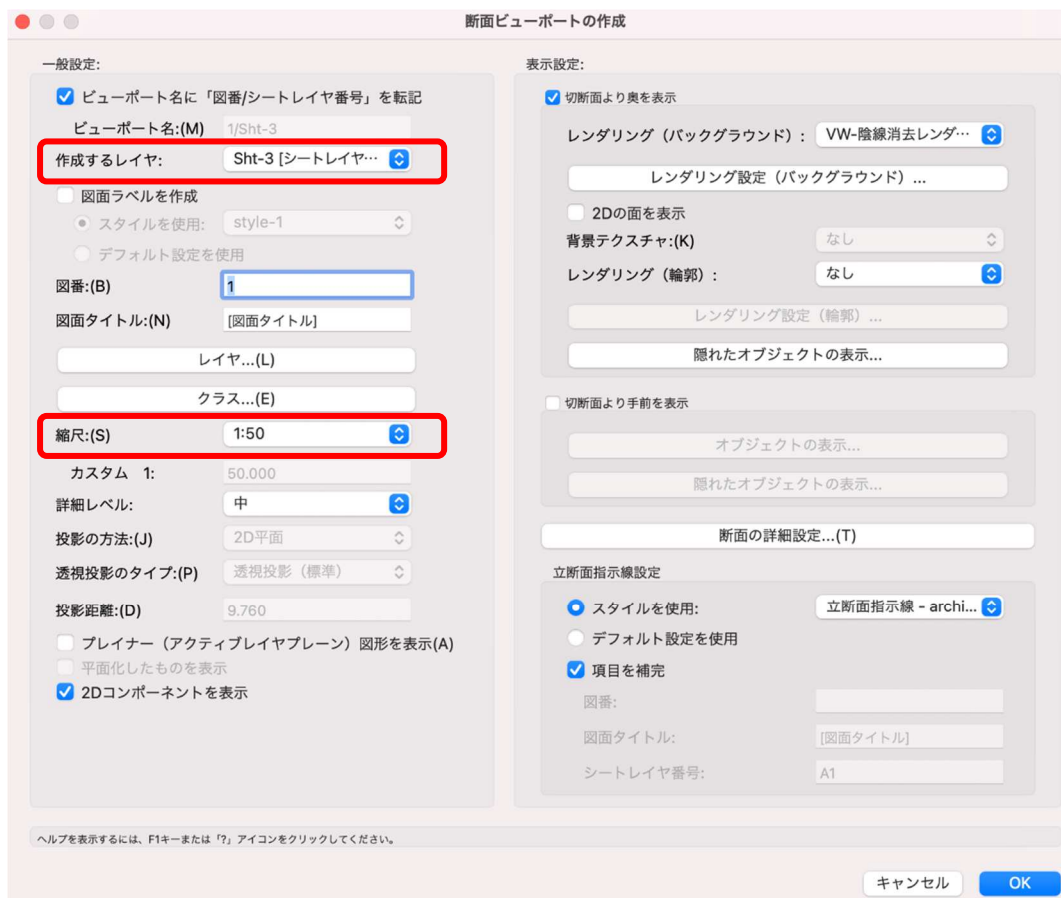 断面ビューポートの作成
一般設定:
ビューポート名に「図番/シートレイヤ番号」を転記
ビューポート名:(M) 1/Sht-3
作成するレイヤ: Sht-3 [シートレイヤ…
図面ラベルを作成
スタイルを使用: style-1
デフォルト設定を使用
図番:(B) 1
図面タイトル:(N) [図面タイトル]
レイヤ...(L)
クラス...(E)
縮尺:(S) 1:50
カスタム 1: 50.000
詳細レベル: 中
投影の方法:(J) 2D平面
透視投影のタイプ:(P) 透視投影（標準）
投影距離:(D) 9.760
プレイナー（アクティブレイヤプレーン）図形を表示(A)
平面化したものを表示
2Dコンポーネントを表示
表示設定:
切断面より奥を表示
レンダリング（バックグラウンド）: VW-陰線消去レンダ…
レンダリング設定（バックグラウンド）...
2Dの面を表示
背景テクスチャ:(K) なし
レンダリング（輪郭）: なし
レンダリング設定（輪郭）...
隠れたオブジェクトの表示...
切断面より手前を表示
オブジェクトの表示...
隠れたオブジェクトの表示...
断面の詳細設定...(T)
立断面指示線設定
スタイルを使用: 立断面指示線 – archi...
デフォルト設定を使用
項目を補完
図番:
図面タイトル: [図面タイトル]
シートレイヤ番号: A1
ヘルプを表示するには、F1キーまたは「?」アイコンをクリックしてください。
キャンセル OK